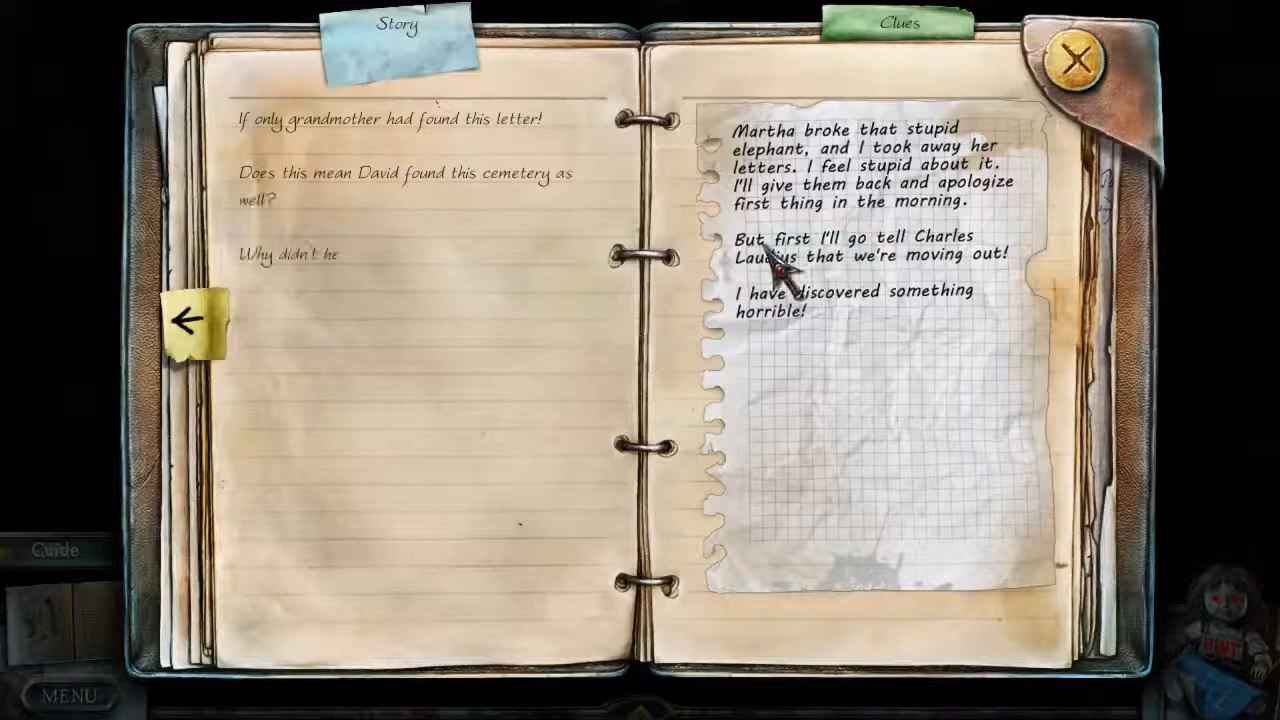 Story
Clues
If only grandmother had found this letter!
Does this mean David found this cemetery as
well?
Why didn't he
Martha broke that stupid
elephant, and I took away her
letters. I feel stupid about it.
I'll give them back and apologize
first thing in the morning.
But first I'll go tell Charles
Laudius that we're moving out!
I have discovered something
horrible!
Guide
MENU